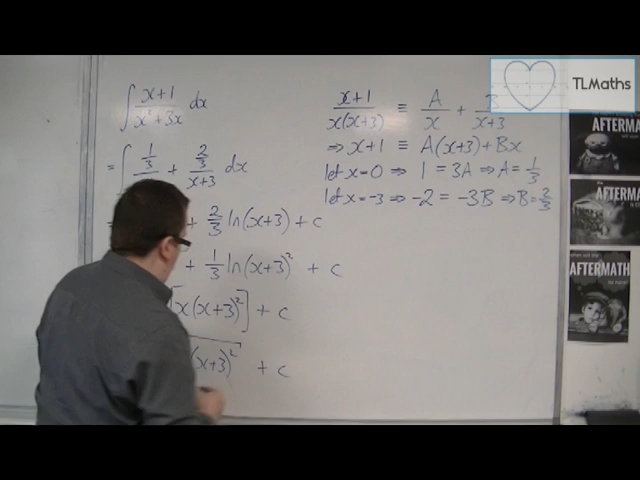 ∫ x+1 / x²+3x dx
= ∫ 1/3 + 2/3 / x+3 dx
+ 2/3 ln(x+3) + c
+ 1/3 ln(x+3)² + c
[x(x+3)²] + c
(x+3)² + c
x+1 / x(x+3) ≡ A/x + / x+3
⇒ x+1 ≡ A(x+3) + Bx
let x=0 ⇒ 1 = 3A ⇒ A = 1/3
let x=-3 ⇒ -2 = -3B ⇒ B = 2/3
TLMaths
AFTERMATH
AFTERMATH
AFTERMATH